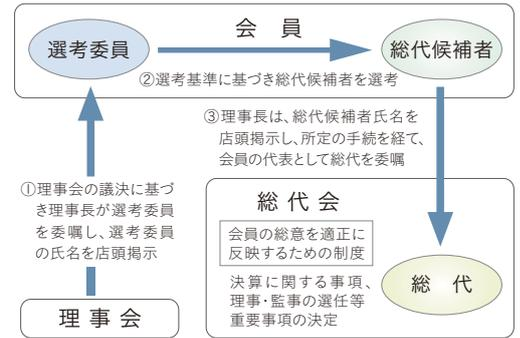 会員
選考委員
総代候補者
②選考基準に基づき総代候補者を選考
③理事長は、総代候補者氏名を
店頭掲示し、所定の手続を経て、
会員の代表として総代を委嘱
①理事会の議決に基づ
き理事長が選考委員
を委嘱し、選考委員
の氏名を店頭掲示
理事会
総代会
会員の総意を適正に
反映するための制度
決算に関する事項、
理事・監事の選任等
重要事項の決定
総代